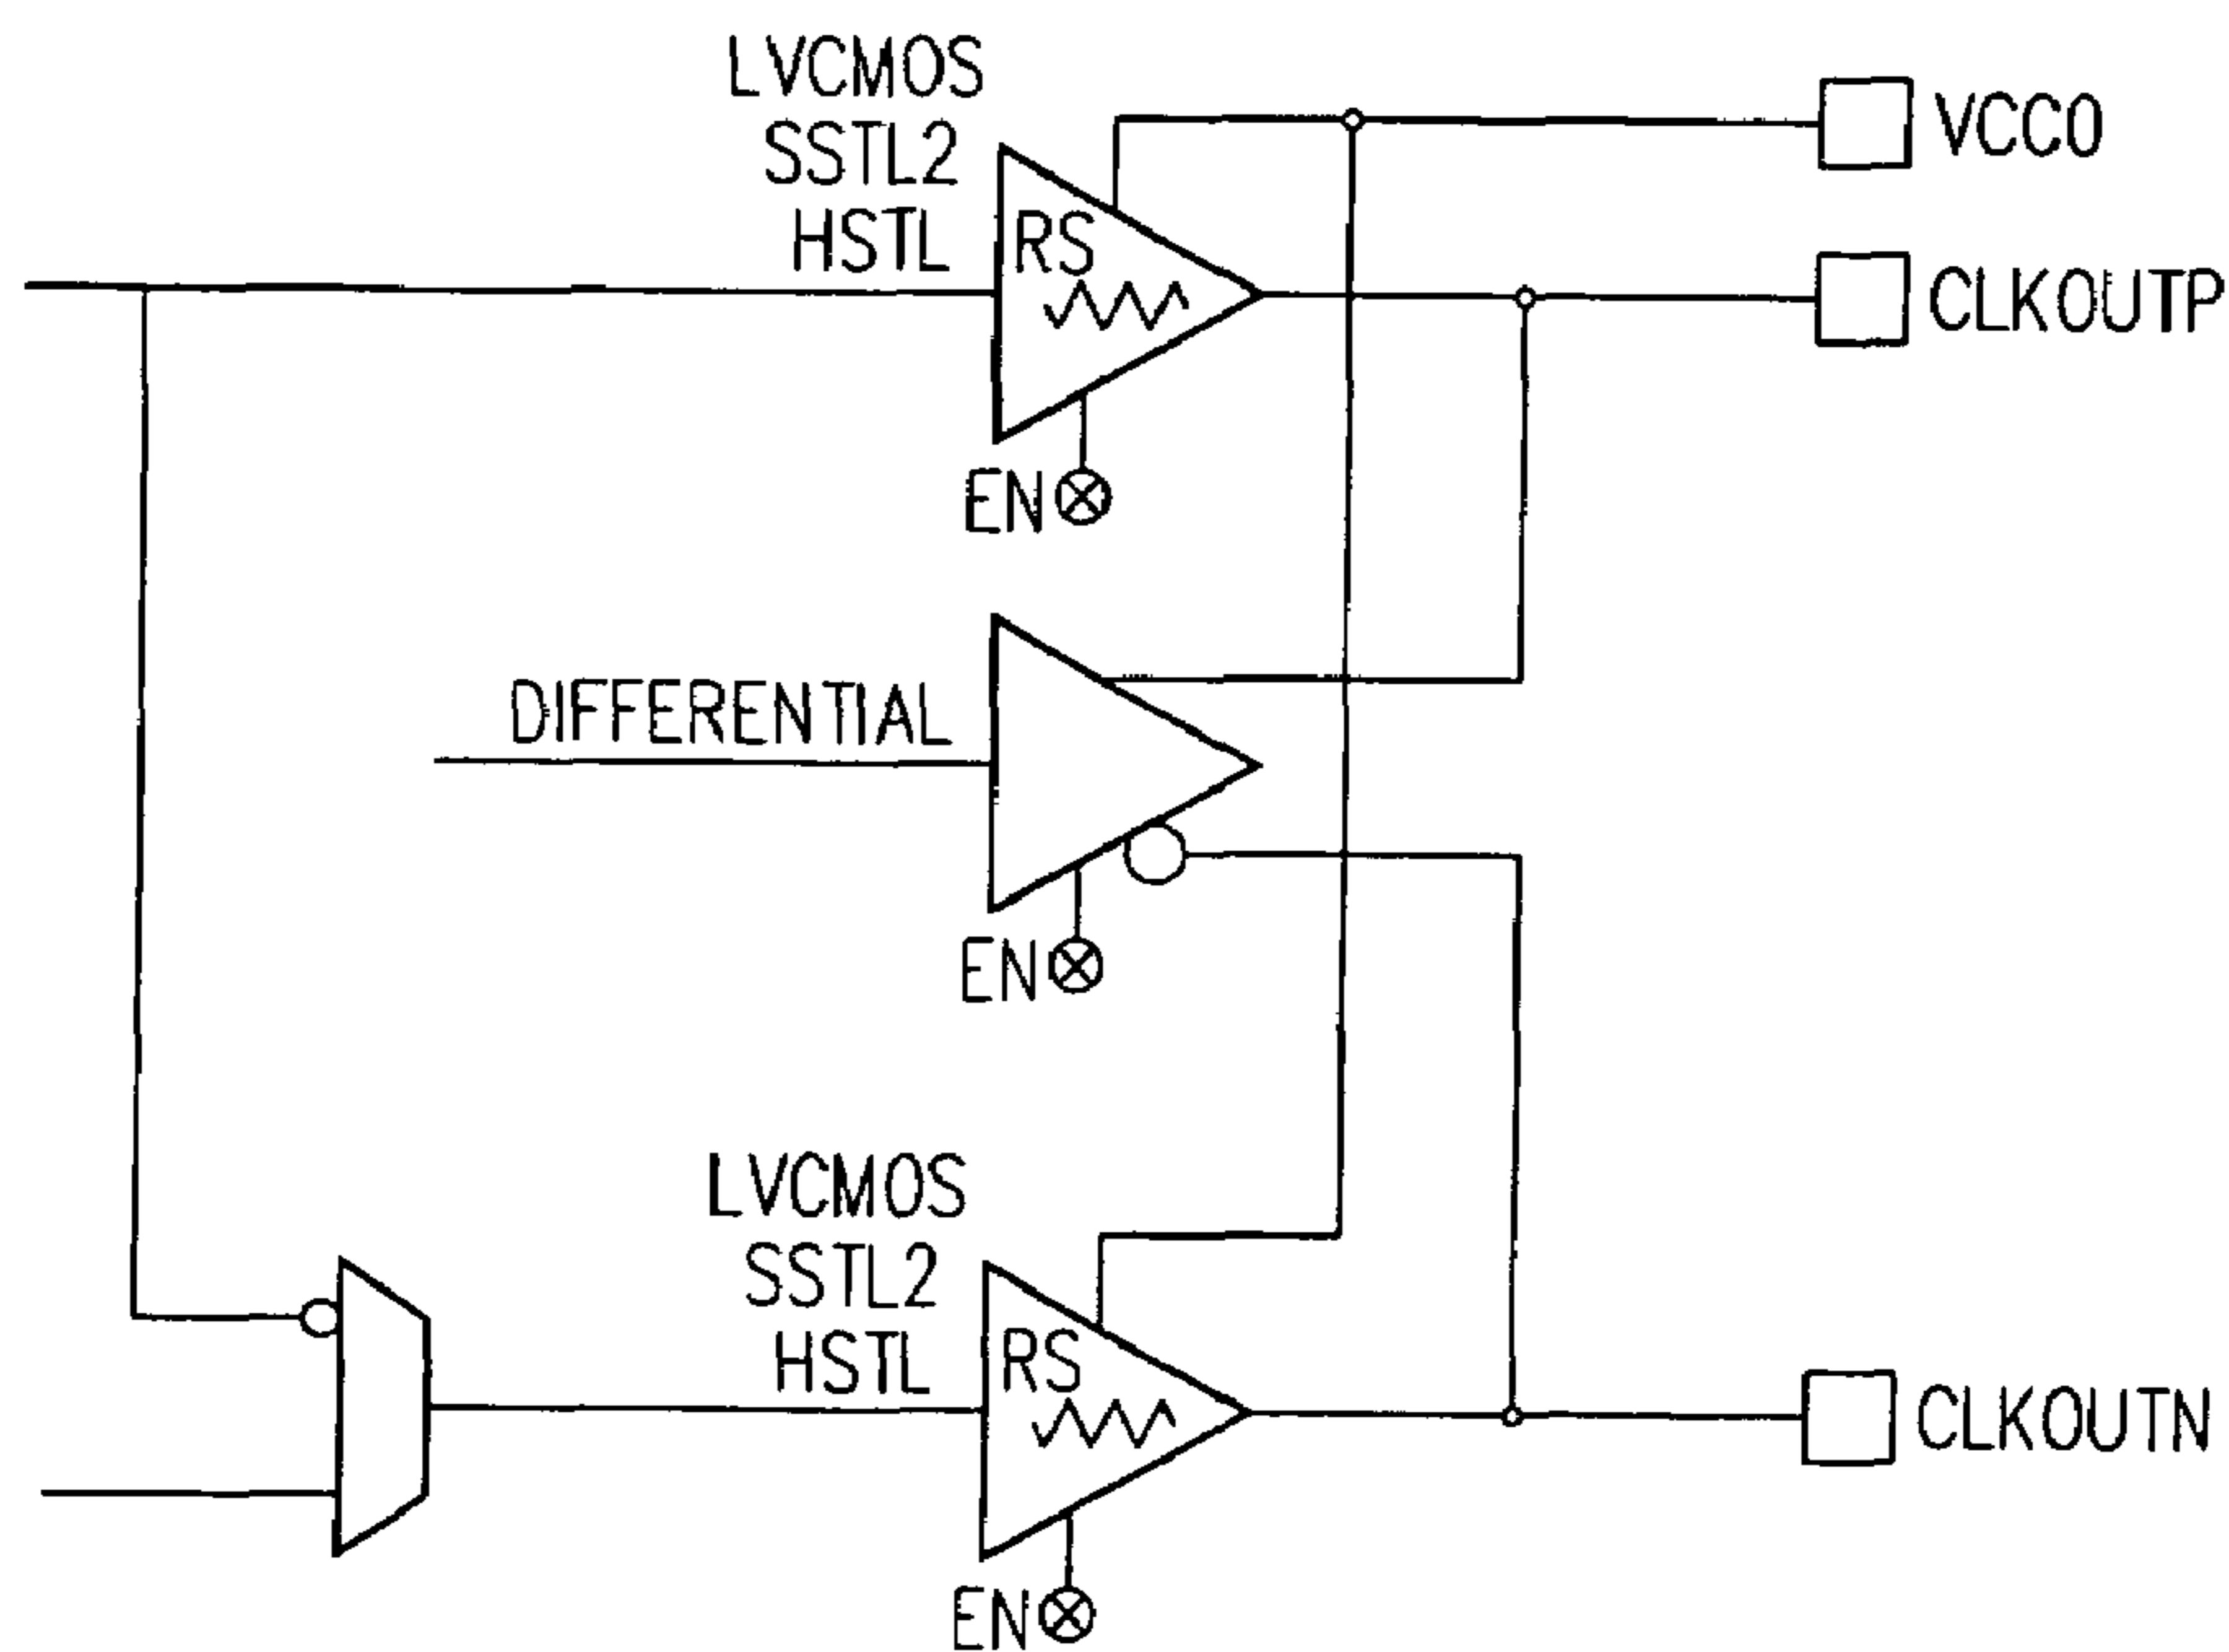 LVCMOS
SSTL2
HSTL
RS
VCCO
CLKOUTP
EN
DIFFERENTIAL
EN
LVCMOS
SSTL2
HSTL
RS
CLKOUTN
EN